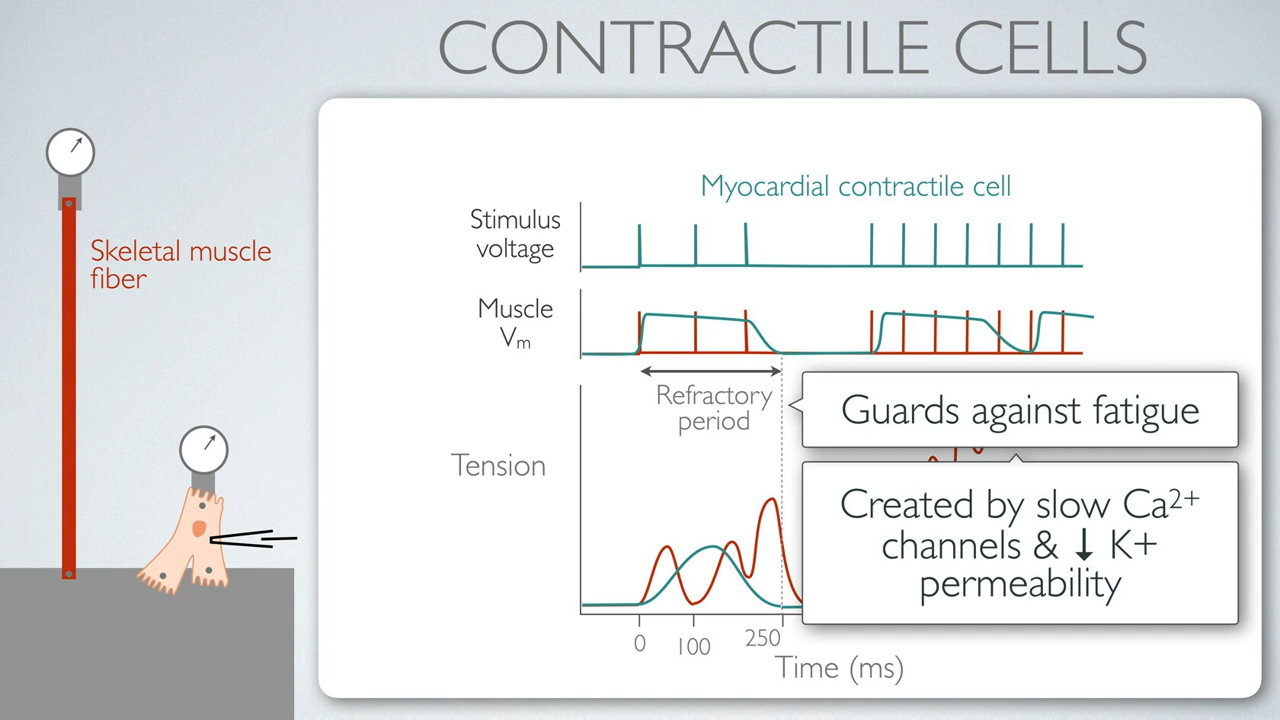 CONTRACTILE CELLS
Skeletal muscle
fiber
Myocardial contractile cell
Stimulus
voltage
Muscle
Vₘ
Refractory
period
Guards against fatigue
Tension
Created by slow Ca²⁺
channels & ↓ K+
permeability
0
100
250
Time (ms)